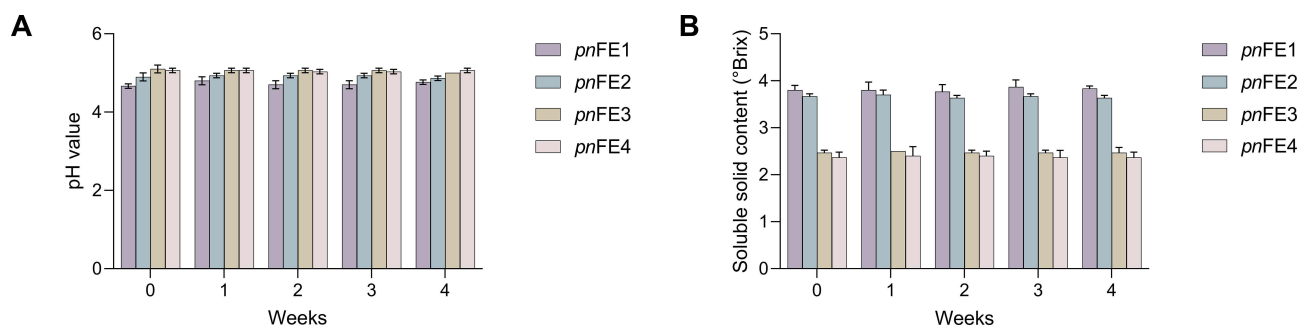 A
pH value
6
4
2
0
0 1 2 3 4
Weeks
pnFE1
pnFE2
pnFE3
pnFE4
B
Soluble solid content (°Brix)
5
4
3
2
1
0
0 1 2 3 4
Weeks
pnFE1
pnFE2
pnFE3
pnFE4